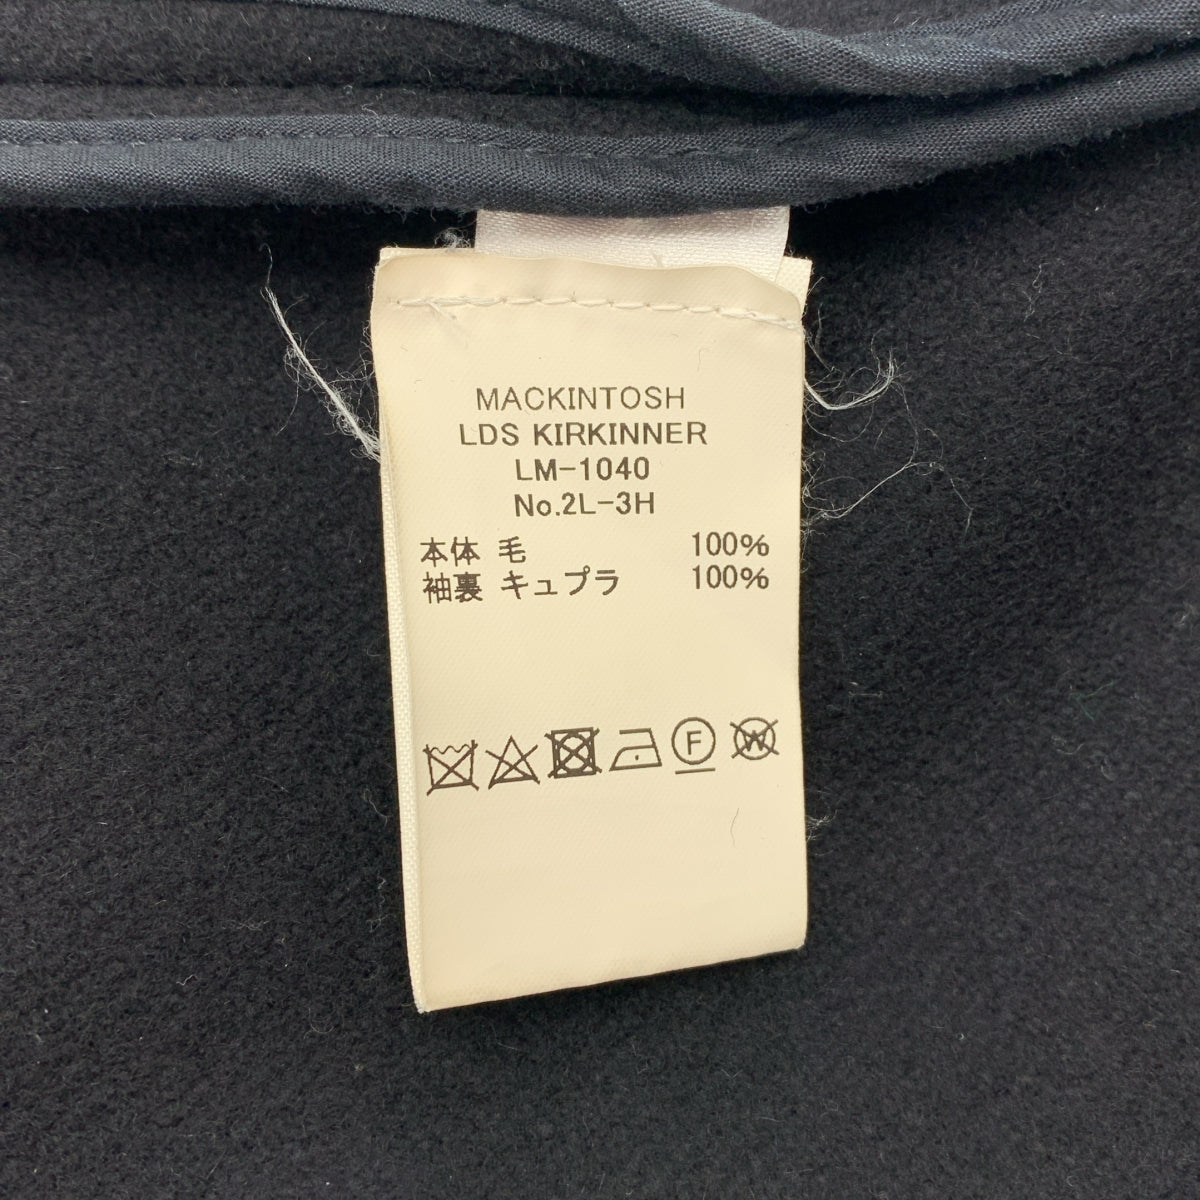 MACKINTOSH
LDS KIRKINNER
LM-1040
No.2L-3H
本体 毛 100%
袖裏 キュプラ 100%
F W